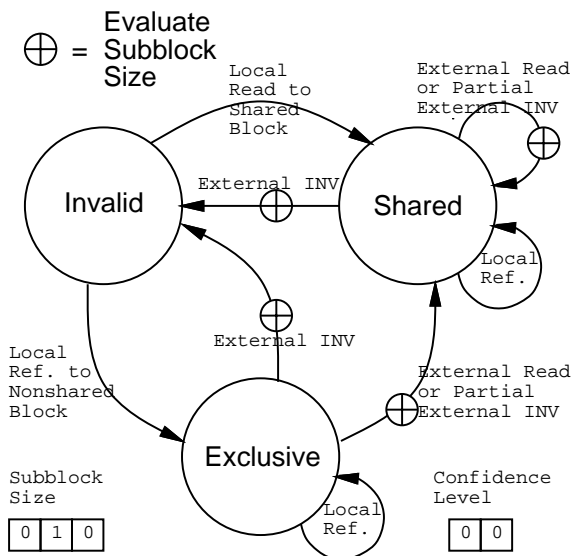 = Evaluate
Subblock
Size
Local
Read to
Shared
Block
External Read
or Partial
External INV
External INV
Invalid
Shared
Local
Ref.
External INV
Local
Ref. to
Nonshared
Block
External Read
or Partial
External INV
Exclusive
Subblock
Size
0 1 0
Local
Ref.
Confidence
Level
0 0